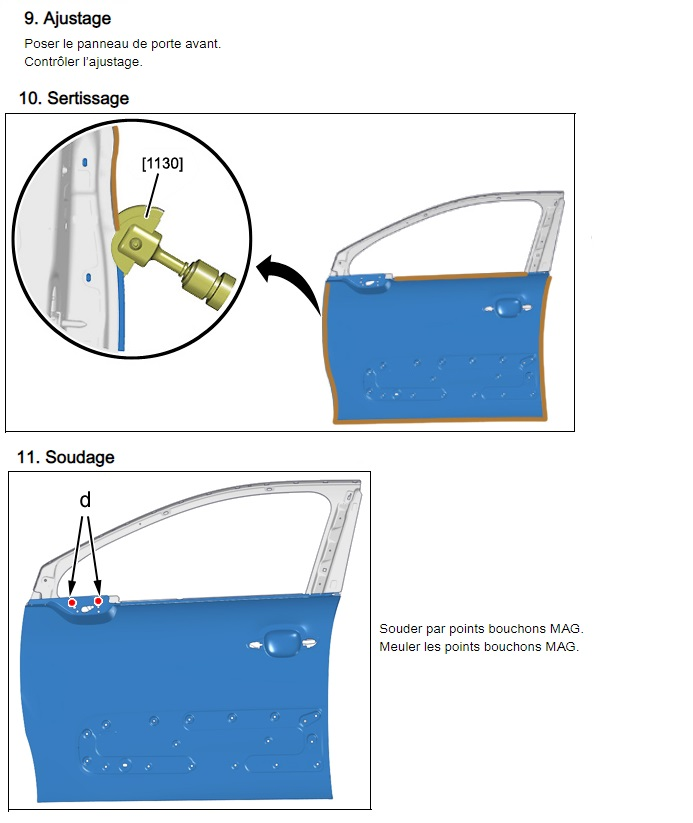 9. Ajustage
Poser le panneau de porte avant.
Contrôler l'ajustage.
10. Sertissage
[1130]
11. Soudage
d
Souder par points bouchons MAG.
Meuler les points bouchons MAG.